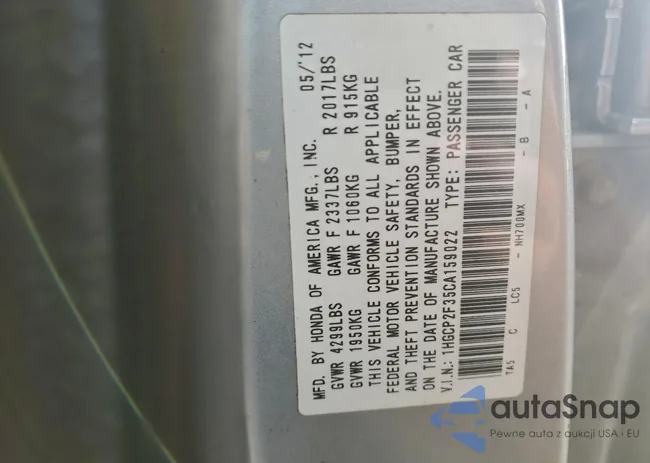 MFD. BY HONDA OF AMERICA MFG., INC. 05/'12
GVWR 4299LBS GAWR F 2337LBS R 2017LBS
GVWR 1950KG GAWR F 1060KG R 915KG
THIS VEHICLE CONFORMS TO ALL APPLICABLE
FEDERAL MOTOR VEHICLE SAFETY, BUMPER,
AND THEFT PREVENTION STANDARDS IN EFFECT
ON THE DATE OF MANUFACTURE SHOWN ABOVE.
V.I.N.: 1HGCP2F35CA159022 TYPE: PASSENGER CAR
TA5 C LC5 - NH700MX - B - A
autaSnap
Pewne auta z aukcji USA i EU